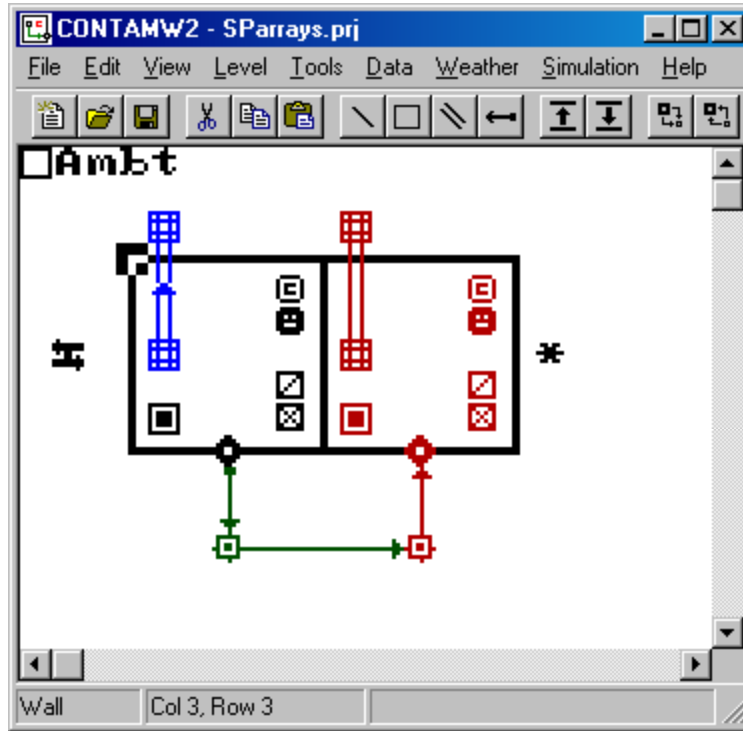 CONTAMW2 - SParrays.prj
File Edit View Level Tools Data Weather Simulation Help
Ambt
Wall Col 3, Row 3